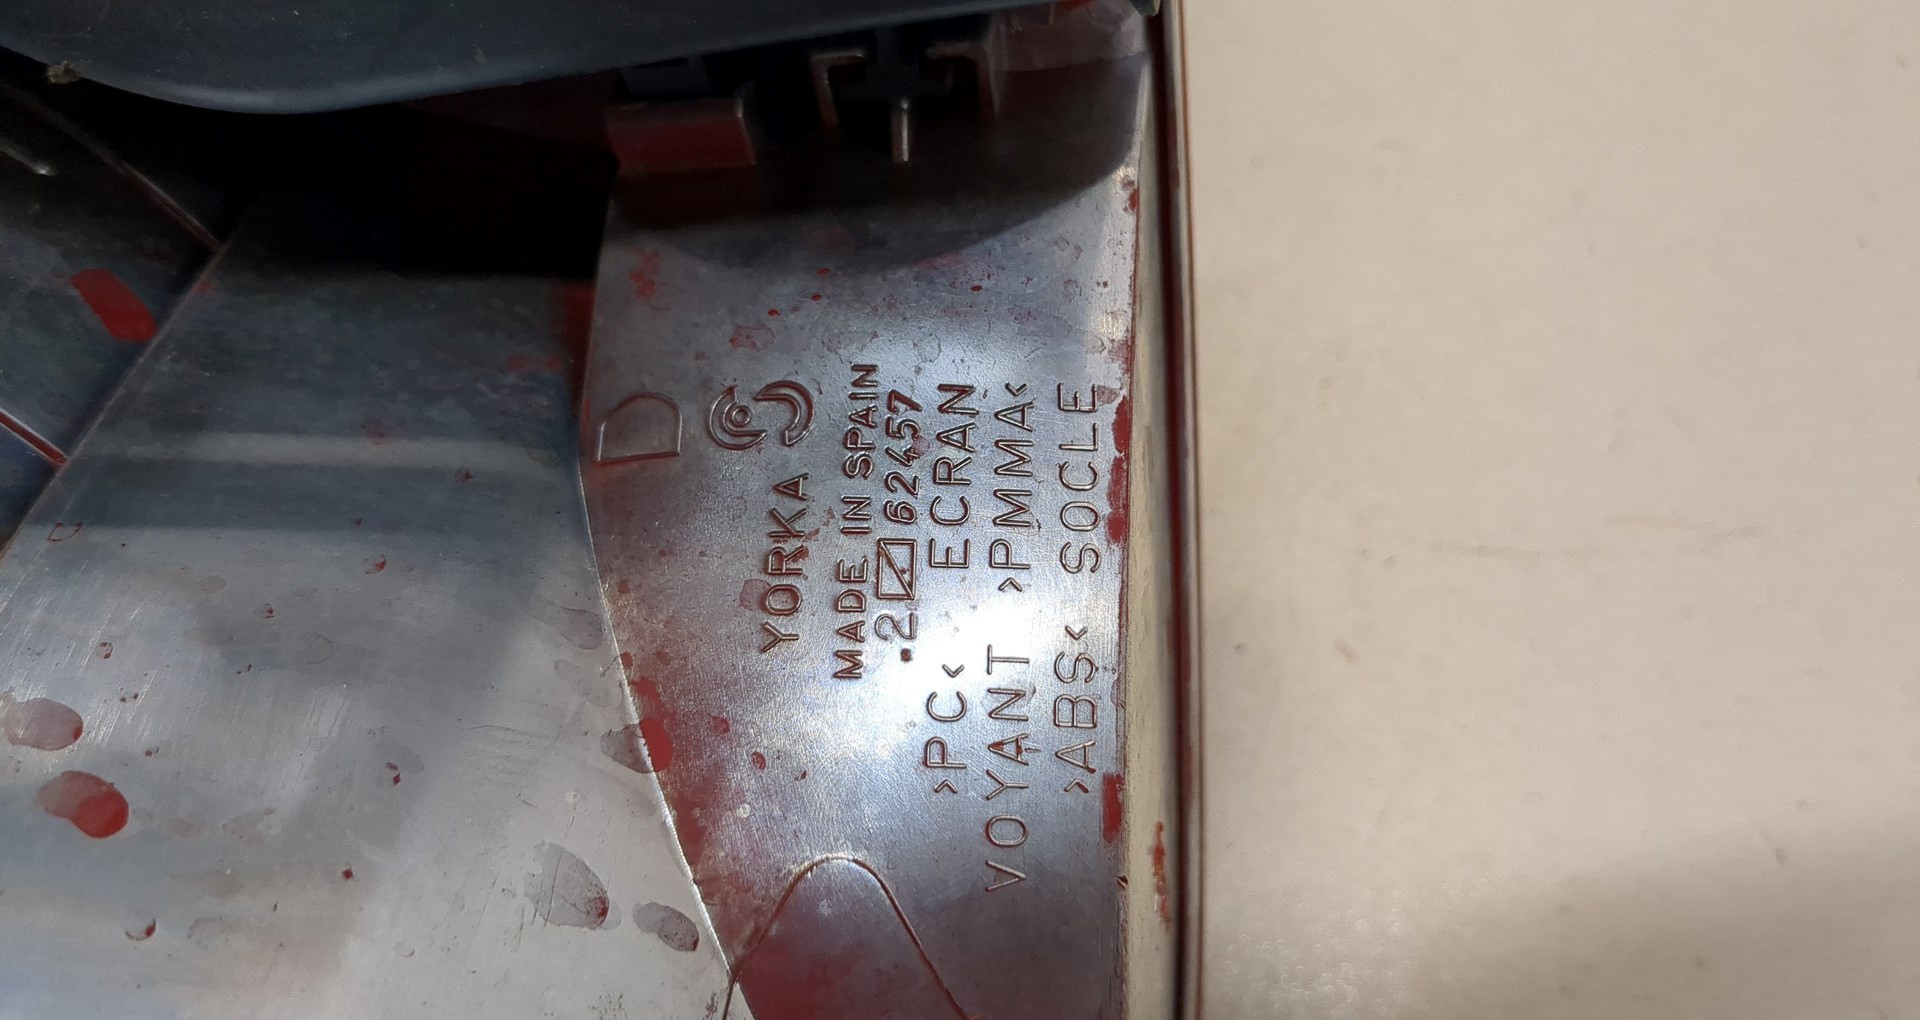 D
YORKA
MADE IN SPAIN
.2 62457
>PC< ECRAN
VOYANT >PMMA<
>ABS< SOCLE